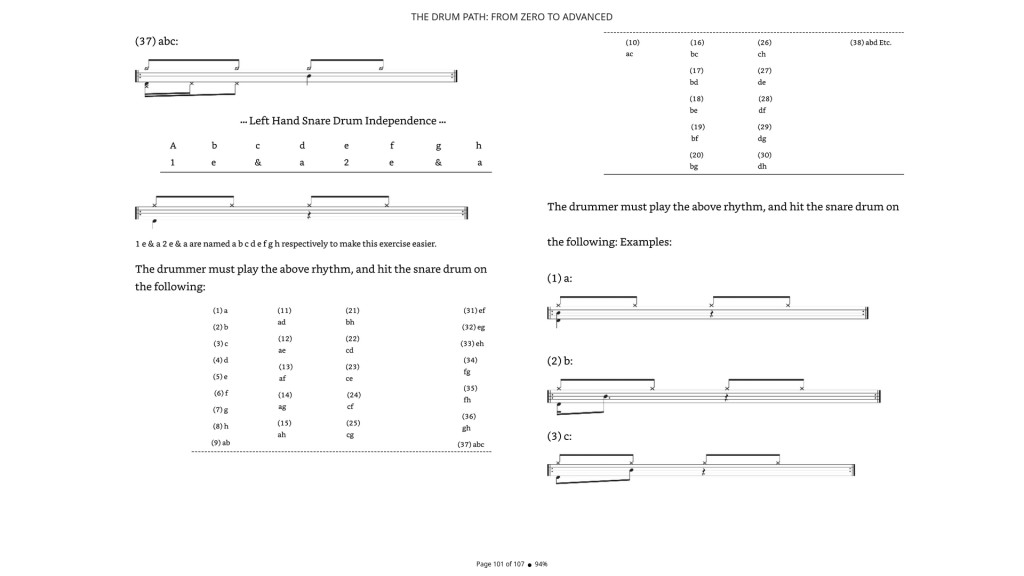 THE DRUM PATH: FROM ZERO TO ADVANCED
(37) abc:
... Left Hand Snare Drum Independence ...
A b c d e f g h
1 e & a 2 e & a
1 e & a 2 e & a are named a b c d e f g h respectively to make this exercise easier.
The drummer must play the above rhythm, and hit the snare drum on
the following:
(1) a
(2) b
(3) c
(4) d
(5) e
(6) f
(7) g
(8) h
(9) ab
(11)
ad
(12)
ae
(13)
af
(14)
ag
(15)
ah
(21)
bh
(22)
cd
(23)
ce
(24)
cf
(25)
cg
(31) ef
(32) eg
(33) eh
(34)
fg
(35)
fh
(36)
gh
(37) abc
(10)
ac
(16)
bc
(17)
bd
(18)
be
(19)
bf
(20)
bg
(26)
ch
(27)
de
(28)
df
(29)
dg
(30)
dh
(38) abd Etc.
The drummer must play the above rhythm, and hit the snare drum on
the following: Examples:
(1) a:
(2) b:
(3) c:
Page 101 of 107 ● 94%